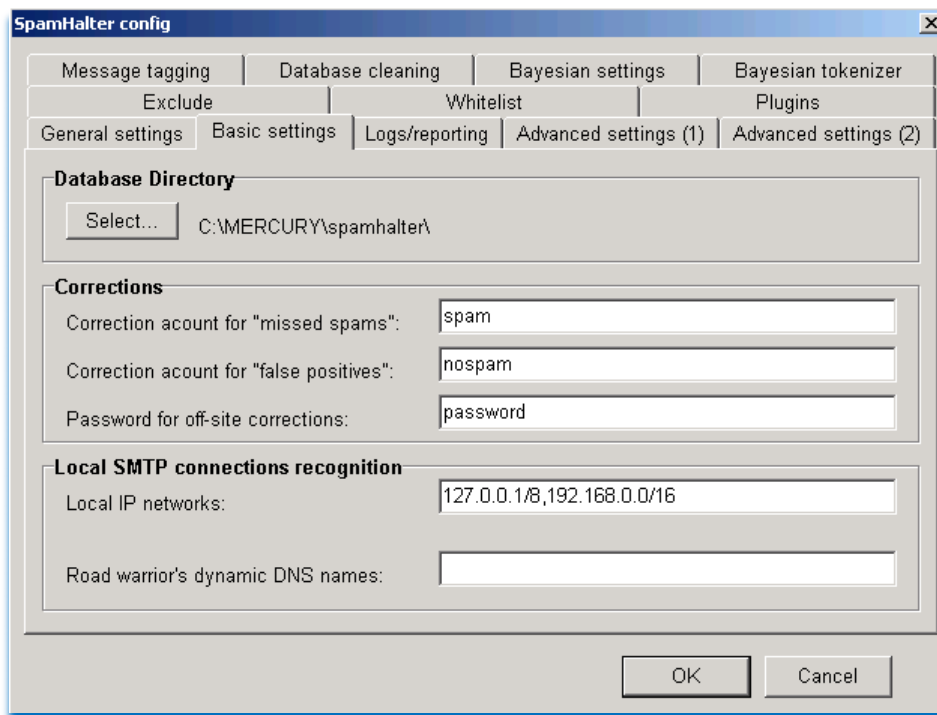 SpamHalter config
Message tagging Database cleaning Bayesian settings Bayesian tokenizer
Exclude Whitelist Plugins
General settings Basic settings Logs/reporting Advanced settings (1) Advanced settings (2)
Database Directory
Select... C:\MERCURY\spamhalter\
Corrections
Correction acount for "missed spams": spam
Correction acount for "false positives": nospam
Password for off-site corrections: password
Local SMTP connections recognition
Local IP networks: 127.0.0.1/8,192.168.0.0/16
Road warrior's dynamic DNS names:
OK Cancel